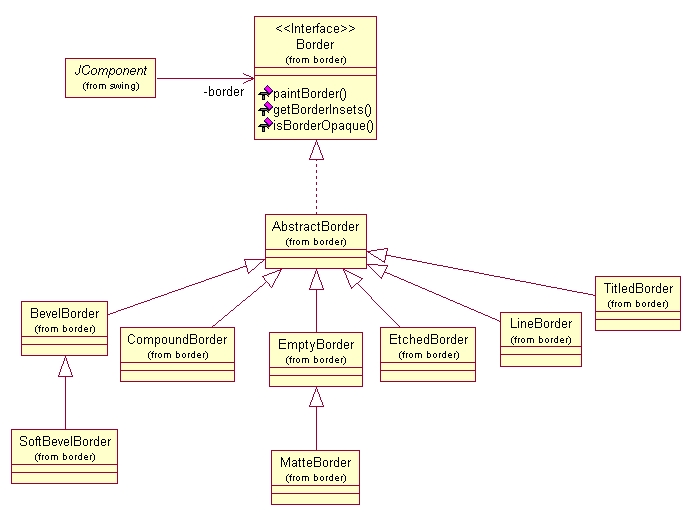 <<Interface>>
Border
(from border)
paintBorder()
getBorderInsets()
isBorderOpaque()
JComponent
(from swing)
-border
AbstractBorder
(from border)
BevelBorder
(from border)
CompoundBorder
(from border)
EmptyBorder
(from border)
EtchedBorder
(from border)
LineBorder
(from border)
TitledBorder
(from border)
SoftBevelBorder
(from border)
MatteBorder
(from border)